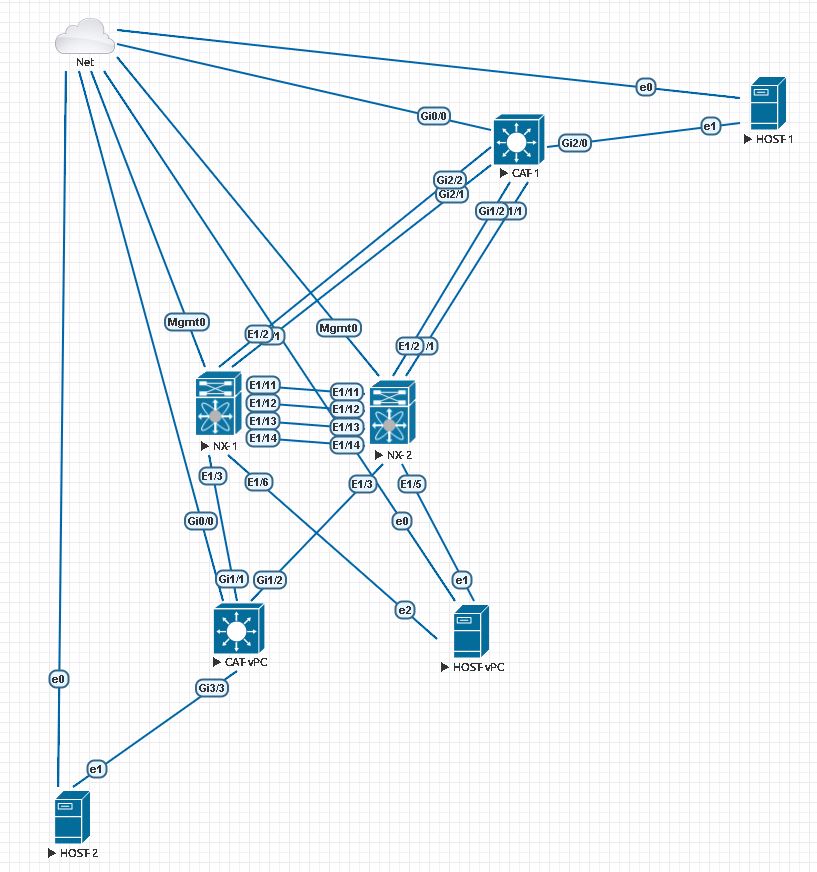 Net
e0
Gi0/0
e1
Gi2/0
HOST-1
CAT-1
Gi2/2
Gi2/1
Gi1/2
/1
Mgmt0
Mgmt0
E1/2
/1
E1/2
/1
E1/11
E1/11
E1/12
E1/12
E1/13
E1/13
E1/14
E1/14
NX-1
NX-2
E1/3
E1/6
E1/3
E1/5
Gi0/0
e0
Gi1/1
Gi1/2
e1
e2
CAT-vPC
HOST-vPC
e0
Gi3/3
e1
HOST-2